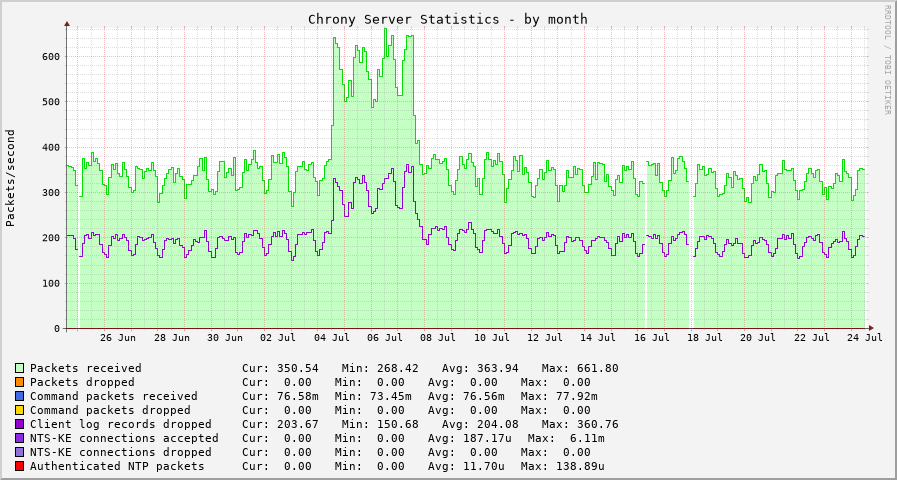 Chrony Server Statistics - by month
RRDTOOL / TOBI OETIKER
Packets/second
600
500
400
300
200
100
0
26 Jun 28 Jun 30 Jun 02 Jul 04 Jul 06 Jul 08 Jul 10 Jul 12 Jul 14 Jul 16 Jul 18 Jul 20 Jul 22 Jul 24 Jul
Packets received Cur: 350.54 Min: 268.42 Avg: 363.94 Max: 661.80
Packets dropped Cur: 0.00 Min: 0.00 Avg: 0.00 Max: 0.00
Command packets received Cur: 76.58m Min: 73.45m Avg: 76.56m Max: 77.92m
Command packets dropped Cur: 0.00 Min: 0.00 Avg: 0.00 Max: 0.00
Client log records dropped Cur: 203.67 Min: 150.68 Avg: 204.08 Max: 360.76
NTS-KE connections accepted Cur: 0.00 Min: 0.00 Avg: 187.17u Max: 6.11m
NTS-KE connections dropped Cur: 0.00 Min: 0.00 Avg: 0.00 Max: 0.00
Authenticated NTP packets Cur: 0.00 Min: 0.00 Avg: 11.70u Max: 138.89u